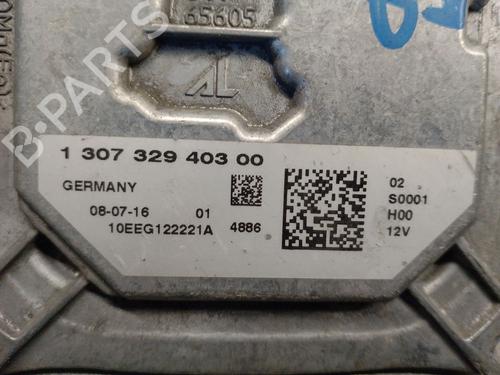 65605
AL
1 307 329 403 00
GERMANY
02
S0001
08-07-16 01
H00
10EEG122221A 4886
12V
B-PARTS